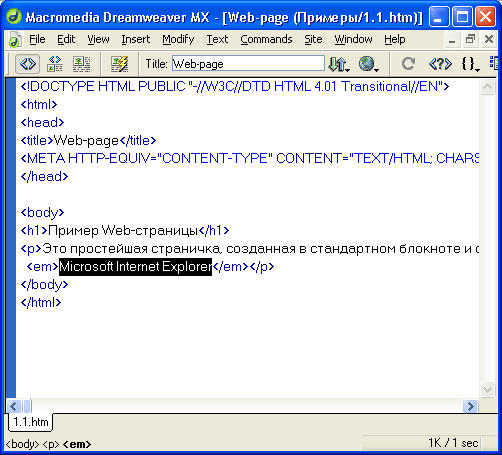 Macromedia Dreamweaver MX - [Web-page (Примеры/1.1.htm)]
File Edit View Insert Modify Text Commands Site Window Help
Title: Web-page
<!DOCTYPE HTML PUBLIC "-//W3C//DTD HTML 4.01 Transitional//EN">
<html>
<head>
<title>Web-page</title>
<META HTTP-EQUIV="CONTENT-TYPE" CONTENT="TEXT/HTML; CHARS
</head>
<body>
<h1>Пример Web-страницы</h1>
<p>Это простейшая страничка, созданная в стандартном блокноте и
<em>Microsoft Internet Explorer</em></p>
</body>
</html>
1.1.htm
<body> <p> <em>
1K / 1 sec